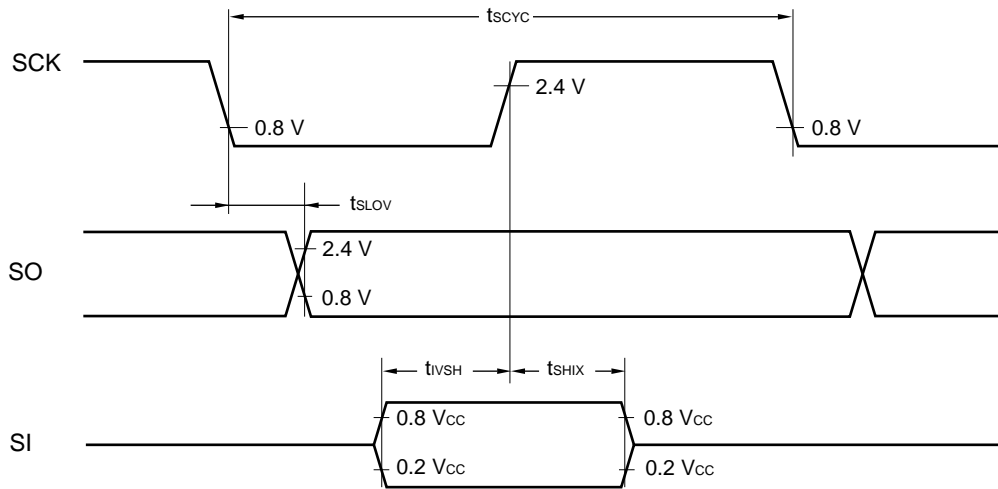 tSCYC
SCK
2.4 V
0.8 V
0.8 V
tSLOV
2.4 V
SO
0.8 V
tIVSH
tSHIX
0.8 VCC
0.8 VCC
SI
0.2 VCC
0.2 VCC